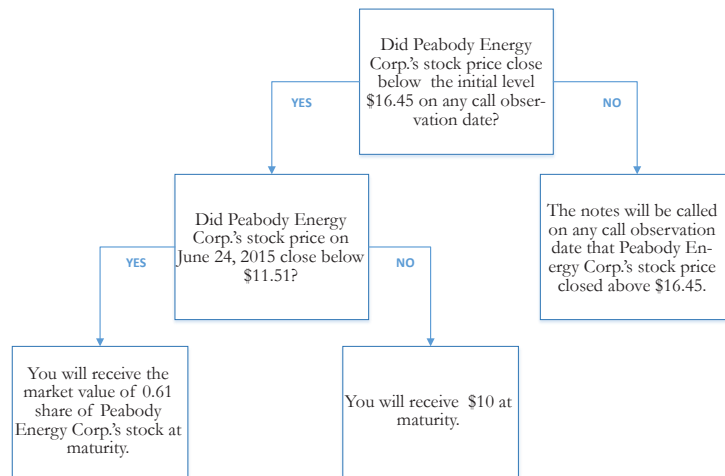 Did Peabody Energy
Corp.'s stock price close
below the initial level
$16.45 on any call obser-
vation date?
YES
NO
Did Peabody Energy
Corp.'s stock price on
June 24, 2015 close below
$11.51?
The notes will be called
on any call observation
date that Peabody En-
ergy Corp.'s stock price
closed above $16.45.
YES
NO
You will receive the
market value of 0.61
share of Peabody
Energy Corp.'s stock at
maturity.
You will receive $10 at
maturity.